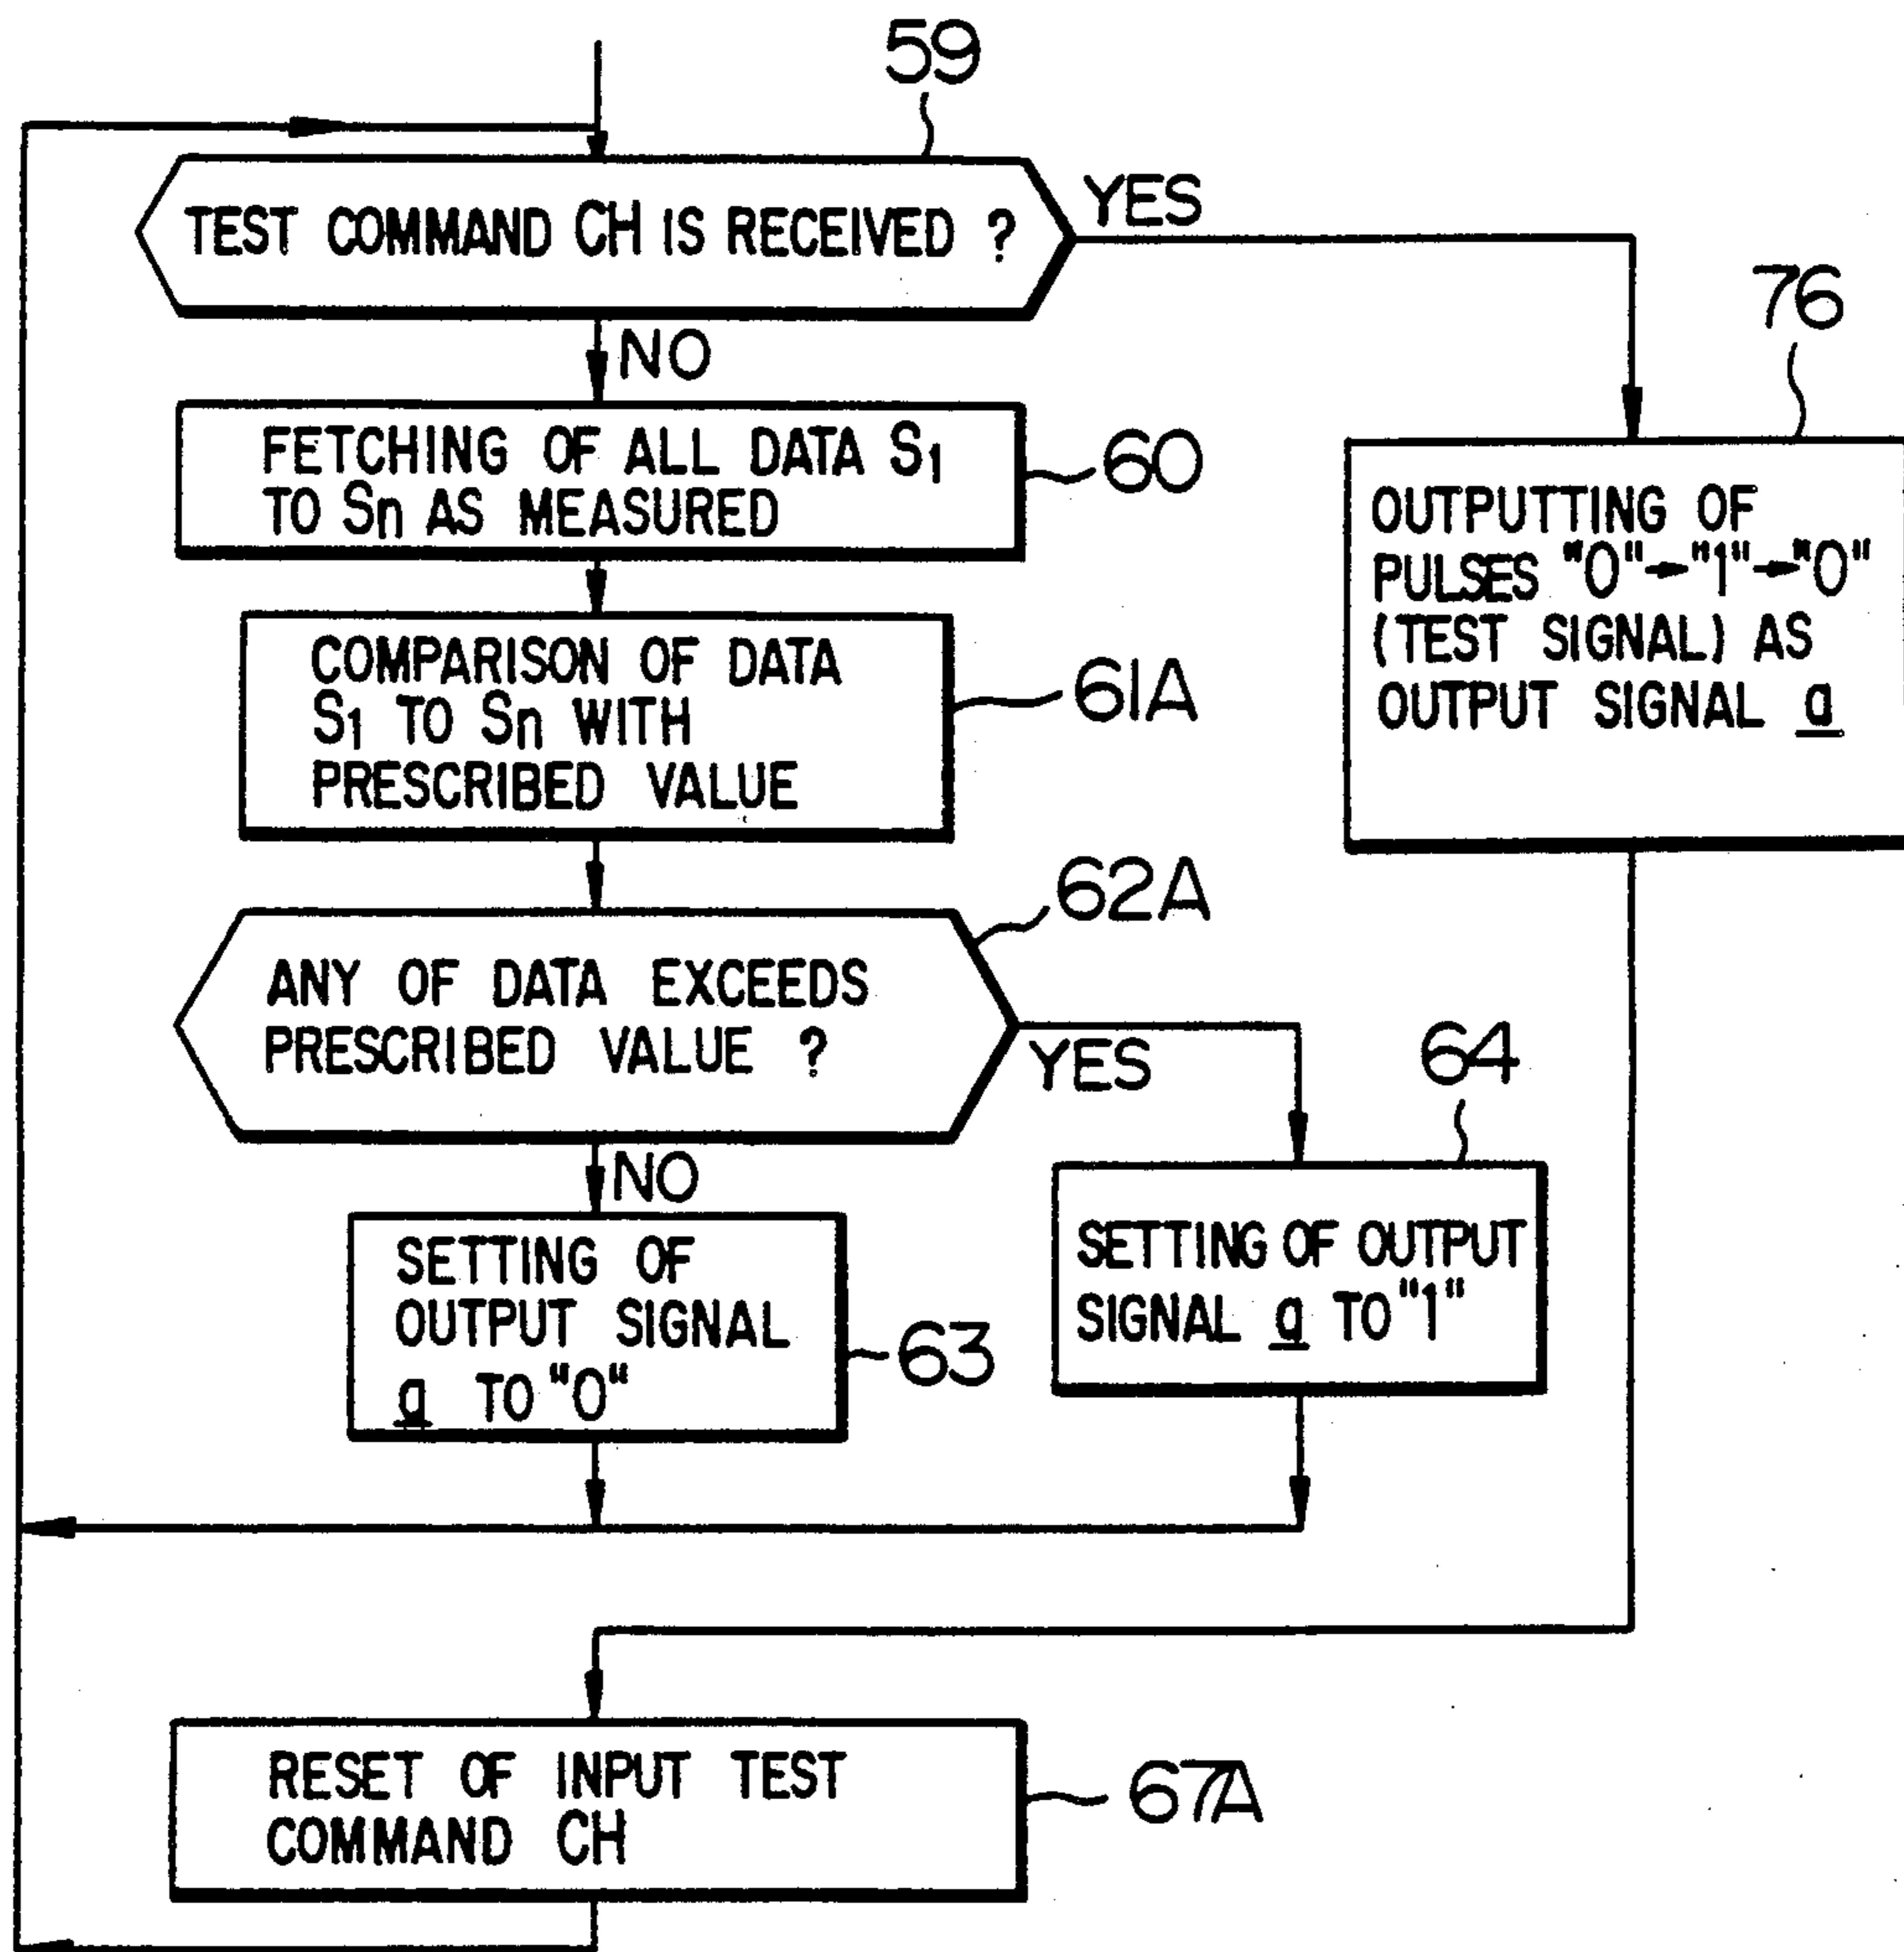 59
TEST COMMAND CH IS RECEIVED ?
YES
NO
76
FETCHING OF ALL DATA S1
TO Sn AS MEASURED
60
OUTPUTTING OF
PULSES "0"→"1"→"0"
(TEST SIGNAL) AS
OUTPUT SIGNAL a
COMPARISON OF DATA
S1 TO Sn WITH
PRESCRIBED VALUE
61A
62A
ANY OF DATA EXCEEDS
PRESCRIBED VALUE ?
YES
NO
64
SETTING OF
OUTPUT SIGNAL
a TO "0"
63
SETTING OF OUTPUT
SIGNAL a TO "1"
RESET OF INPUT TEST
COMMAND CH
67A